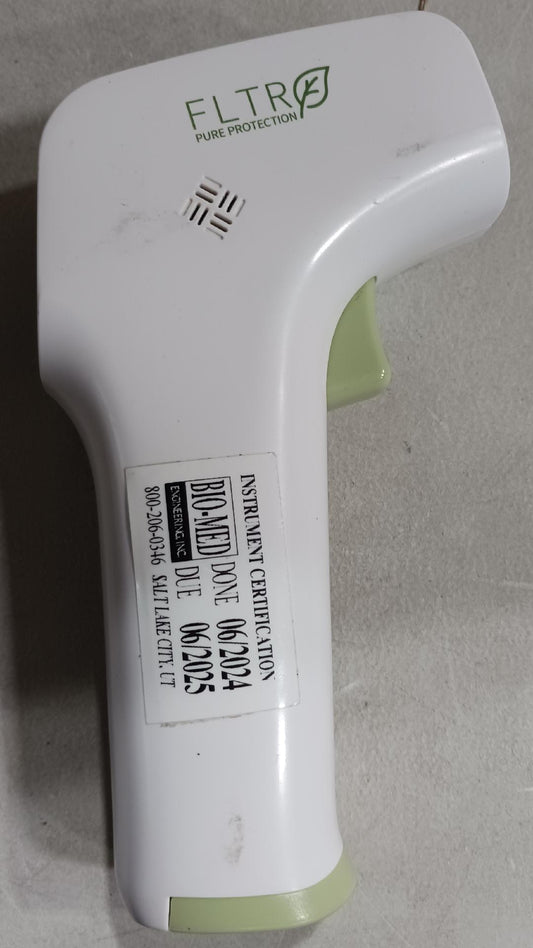 FLTR
PURE PROTECTION
INSTRUMENT CERTIFICATION
BIO-MED DONE 06/2024
ENGINEERING, INC. DUE 06/2025
800-206-0346 SALT LAKE CITY, UT